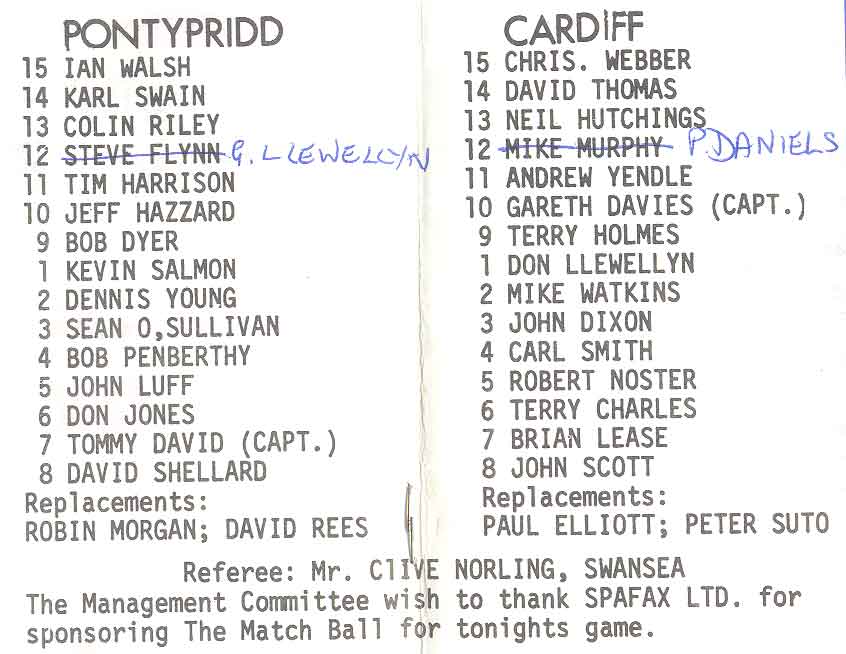 PONTYPRIDD
15 IAN WALSH
14 KARL SWAIN
13 COLIN RILEY
12 STEVE FLYNN G. LLEWELLYN
11 TIM HARRISON
10 JEFF HAZZARD
9 BOB DYER
1 KEVIN SALMON
2 DENNIS YOUNG
3 SEAN O,SULLIVAN
4 BOB PENBERTHY
5 JOHN LUFF
6 DON JONES
7 TOMMY DAVID (CAPT.)
8 DAVID SHELLARD
Replacements:
ROBIN MORGAN; DAVID REES
CARDIFF
15 CHRIS. WEBBER
14 DAVID THOMAS
13 NEIL HUTCHINGS
12 MIKE MURPHY P.DANIELS
11 ANDREW YENDLE
10 GARETH DAVIES (CAPT.)
9 TERRY HOLMES
1 DON LLEWELLYN
2 MIKE WATKINS
3 JOHN DIXON
4 CARL SMITH
5 ROBERT NOSTER
6 TERRY CHARLES
7 BRIAN LEASE
8 JOHN SCOTT
Replacements:
PAUL ELLIOTT; PETER SUTO
Referee: Mr. ClIVE NORLING, SWANSEA
The Management Committee wish to thank SPAFAX LTD. for
sponsoring The Match Ball for tonights game.